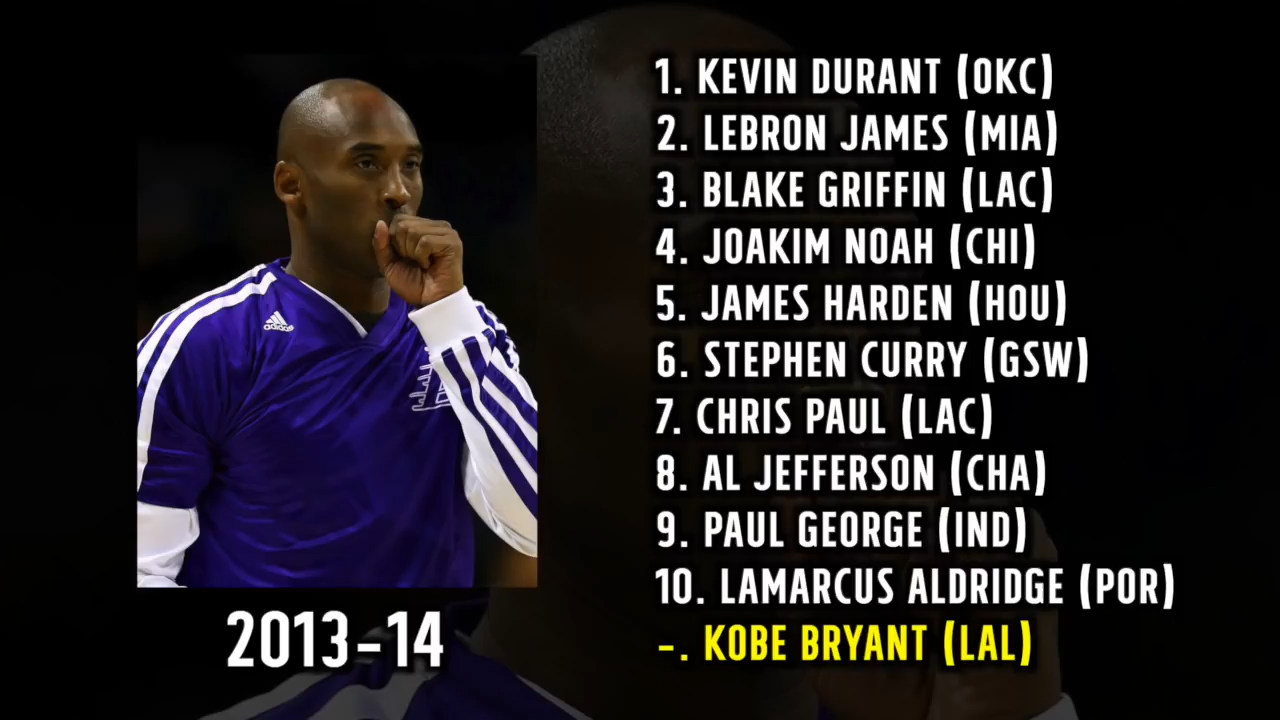 adidas
2013-14
1. KEVIN DURANT (OKC)
2. LEBRON JAMES (MIA)
3. BLAKE GRIFFIN (LAC)
4. JOAKIM NOAH (CHI)
5. JAMES HARDEN (HOU)
6. STEPHEN CURRY (GSW)
7. CHRIS PAUL (LAC)
8. AL JEFFERSON (CHA)
9. PAUL GEORGE (IND)
10. LAMARCUS ALDRIDGE (POR)
-. KOBE BRYANT (LAL)